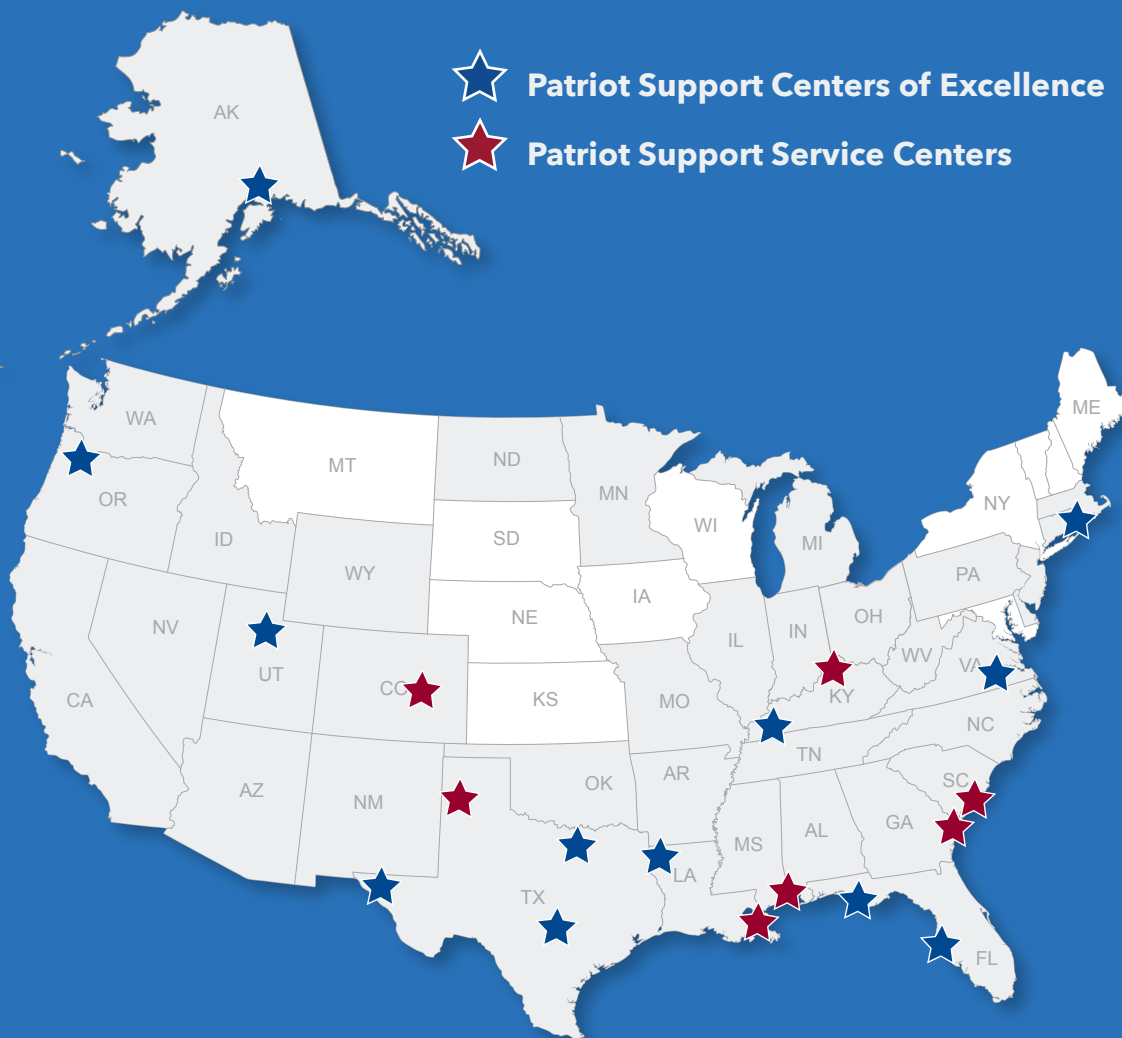 Patriot Support Centers of Excellence
Patriot Support Service Centers
AK
WA
MT
ND
MN
ME
OR
ID
SD
WI
MI
NY
WY
IA
PA
NE
NV
UT
IL
IN
OH
WV
VA
CA
CO
KS
MO
KY
NC
TN
AZ
NM
OK
AR
SC
MS
AL
GA
TX
LA
FL